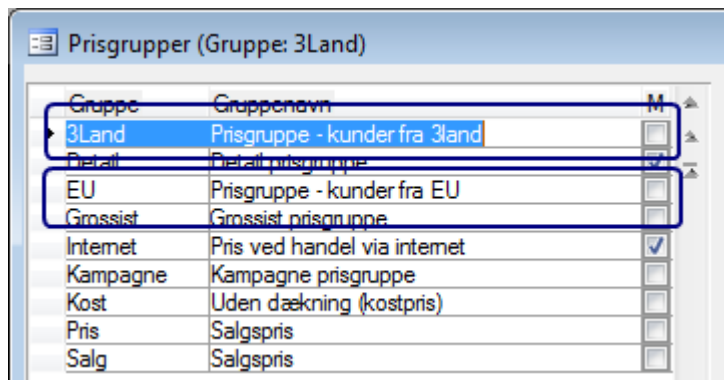 Prisgrupper (Gruppe: 3Land)
Gruppe Gruppenavn M
3Land Prisgruppe - kunder fra 3land
Detail Detail prisgruppe
EU Prisgruppe - kunder fra EU
Grossist Grossist prisgruppe
Internet Pris ved handel via internet
Kampagne Kampagne prisgruppe
Kost Uden dækning (kostpris)
Pris Salgspris
Salg Salgspris